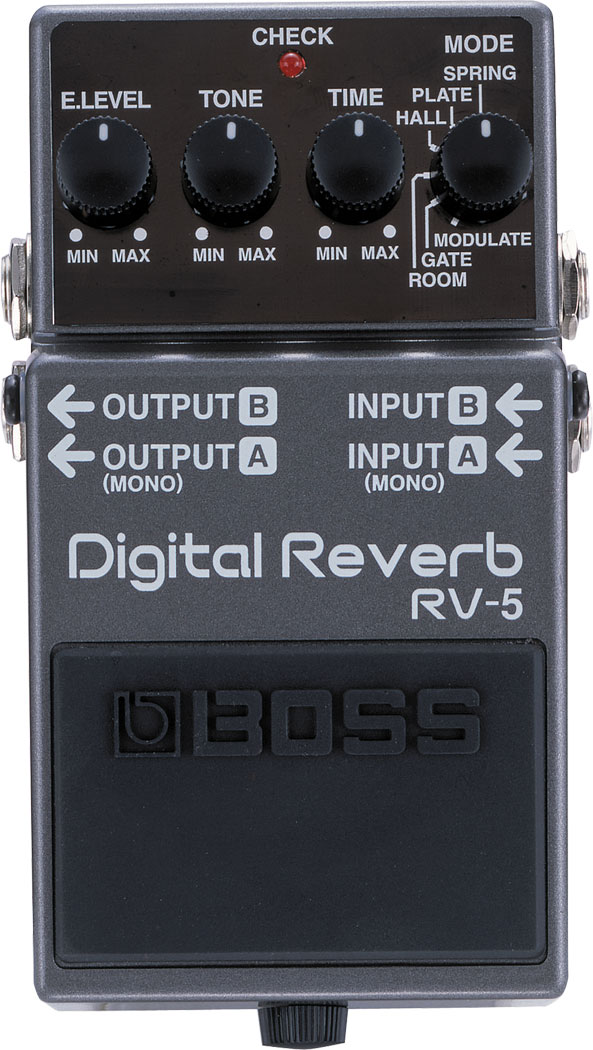 CHECK
MODE
SPRING
PLATE
HALL
E.LEVEL
TONE
TIME
MIN MAX
MIN MAX
MIN MAX
MODULATE
GATE
ROOM
OUTPUT B
INPUT B
OUTPUT A
(MONO)
INPUT A
(MONO)
Digital Reverb
RV-5
BOSS